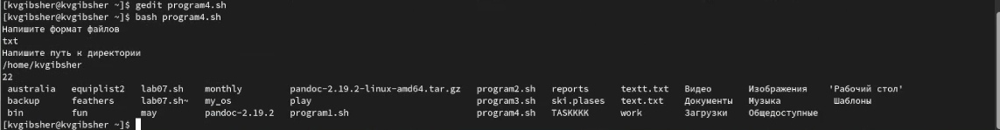 [kvgibsher@kvgibsher ~]$ gedit program4.sh
[kvgibsher@kvgibsher ~]$ bash program4.sh
Напишите формат файлов
txt
Напишите путь к директории
/home/kvgibsher
22
australia equiplist2 lab07.sh monthly pandoc-2.19.2-linux-amd64.tar.gz program2.sh reports textt.txt Видео Изображения 'Рабочий стол'
backup feathers lab07.sh~ my_os play program3.sh ski.plases text.txt Документы Музыка Шаблоны
bin fun may pandoc-2.19.2 program1.sh program4.sh TASKKKK work Загрузки Общедоступные
[kvgibsher@kvgibsher ~]$